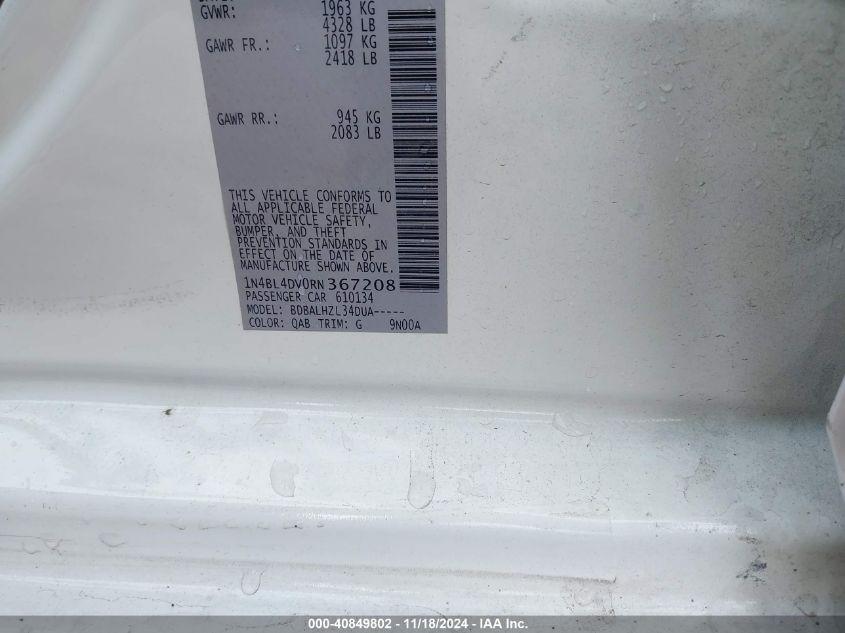 GVWR: 1963 KG
4328 LB
GAWR FR.: 1097 KG
2418 LB
GAWR RR.: 945 KG
2083 LB
THIS VEHICLE CONFORMS TO
ALL APPLICABLE FEDERAL
MOTOR VEHICLE SAFETY,
BUMPER, AND THEFT
PREVENTION STANDARDS IN
EFFECT ON THE DATE OF
MANUFACTURE SHOWN ABOVE.
1N4BL4DV0RN367208
PASSENGER CAR 610134
MODEL: BDBALHZL34DUA-----
COLOR: QAB TRIM: G 9N00A
000-40849802 - 11/18/2024 - IAA Inc.